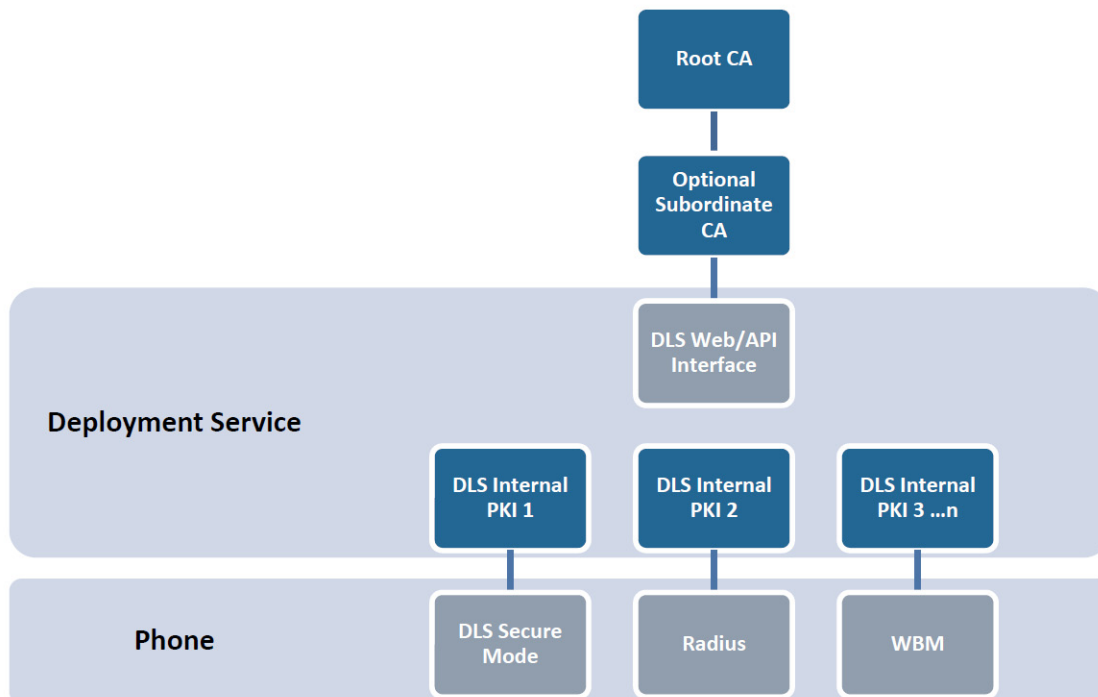 Root CA
Optional
Subordinate
CA
DLS Web/API
Interface
Deployment Service
DLS Internal
PKI 1
DLS Internal
PKI 2
DLS Internal
PKI 3 ...n
Phone
DLS Secure
Mode
Radius
WBM